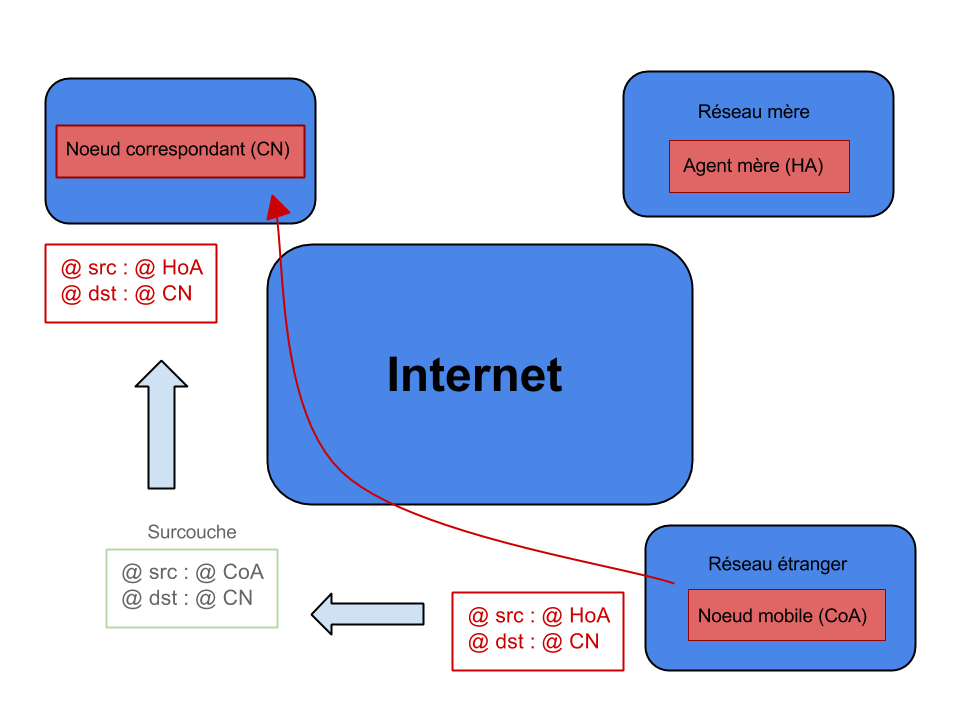 Réseau mère
Noeud correspondant (CN)
Agent mère (HA)
@ src : @ HoA
@ dst : @ CN
Internet
Surcouche
@ src : @ CoA
@ dst : @ CN
Réseau étranger
@ src : @ HoA
@ dst : @ CN
Noeud mobile (CoA)